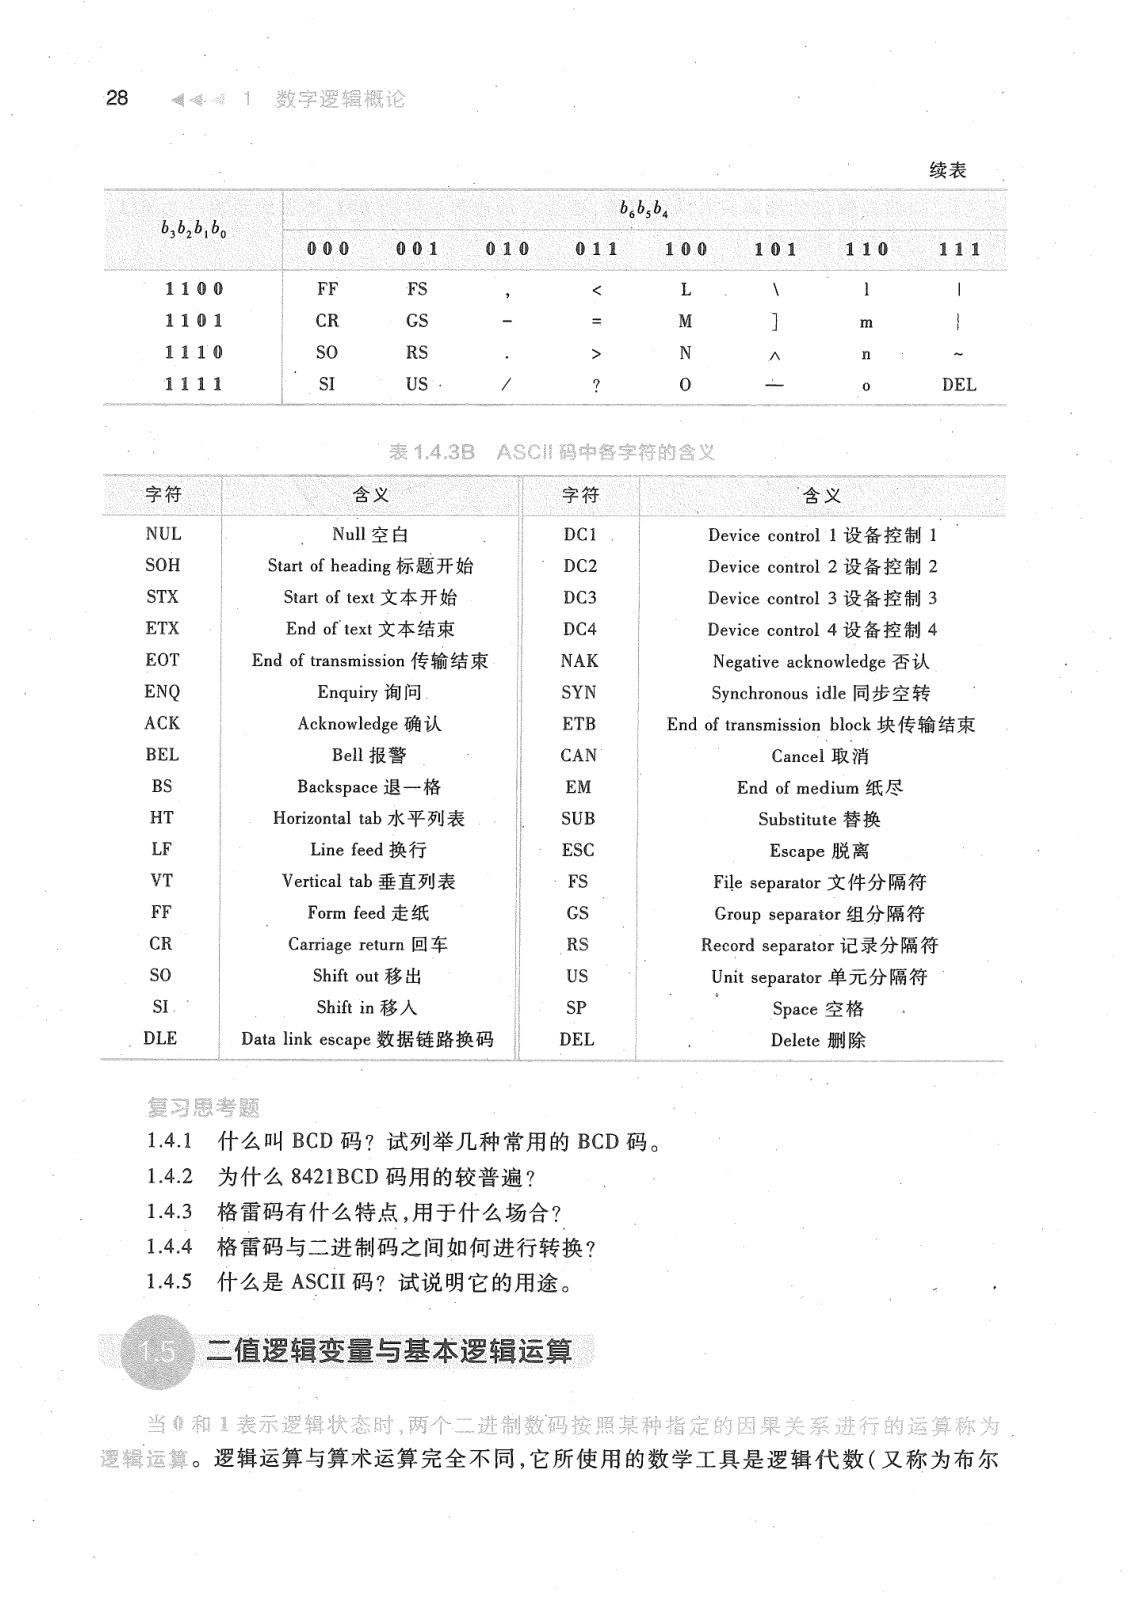 28 1 数字逻辑概论
续表
b3b2b1b0 b6b5b4
000 001 010 011 100 101 110 111
1100 FF FS , < L \ l |
1101 CR GS - = M ] m }
1110 SO RS . > N ∧ n ~
1111 SI US / ? O — o DEL
表 1.4.3B ASCII 码中各字符的含义
字符 含义 字符 含义
NUL Null 空白 DC1 Device control 1 设备控制 1
SOH Start of heading 标题开始 DC2 Device control 2 设备控制 2
STX Start of text 文本开始 DC3 Device control 3 设备控制 3
ETX End of text 文本结束 DC4 Device control 4 设备控制 4
EOT End of transmission 传输结束 NAK Negative acknowledge 否认
ENQ Enquiry 询问 SYN Synchronous idle 同步空转
ACK Acknowledge 确认 ETB End of transmission block 块传输结束
BEL Bell 报警 CAN Cancel 取消
BS Backspace 退一格 EM End of medium 纸尽
HT Horizontal tab 水平列表 SUB Substitute 替换
LF Line feed 换行 ESC Escape 脱离
VT Vertical tab 垂直列表 FS File separator 文件分隔符
FF Form feed 走纸 GS Group separator 组分隔符
CR Carriage return 回车 RS Record separator 记录分隔符
SO Shift out 移出 US Unit separator 单元分隔符
SI Shift in 移入 SP Space 空格
DLE Data link escape 数据链路换码 DEL Delete 删除
复习思考题
1.4.1 什么叫 BCD 码? 试列举几种常用的 BCD 码。
1.4.2 为什么 8421BCD 码用的较普遍?
1.4.3 格雷码有什么特点,用于什么场合?
1.4.4 格雷码与二进制码之间如何进行转换?
1.4.5 什么是 ASCII 码? 试说明它的用途。
1.5 二值逻辑变量与基本逻辑运算
当 0 和 1 表示逻辑状态时,两个二进制数码按照某种指定的因果关系进行的运算称为
逻辑运算。逻辑运算与算术运算完全不同,它所使用的数学工具是逻辑代数(又称为布尔